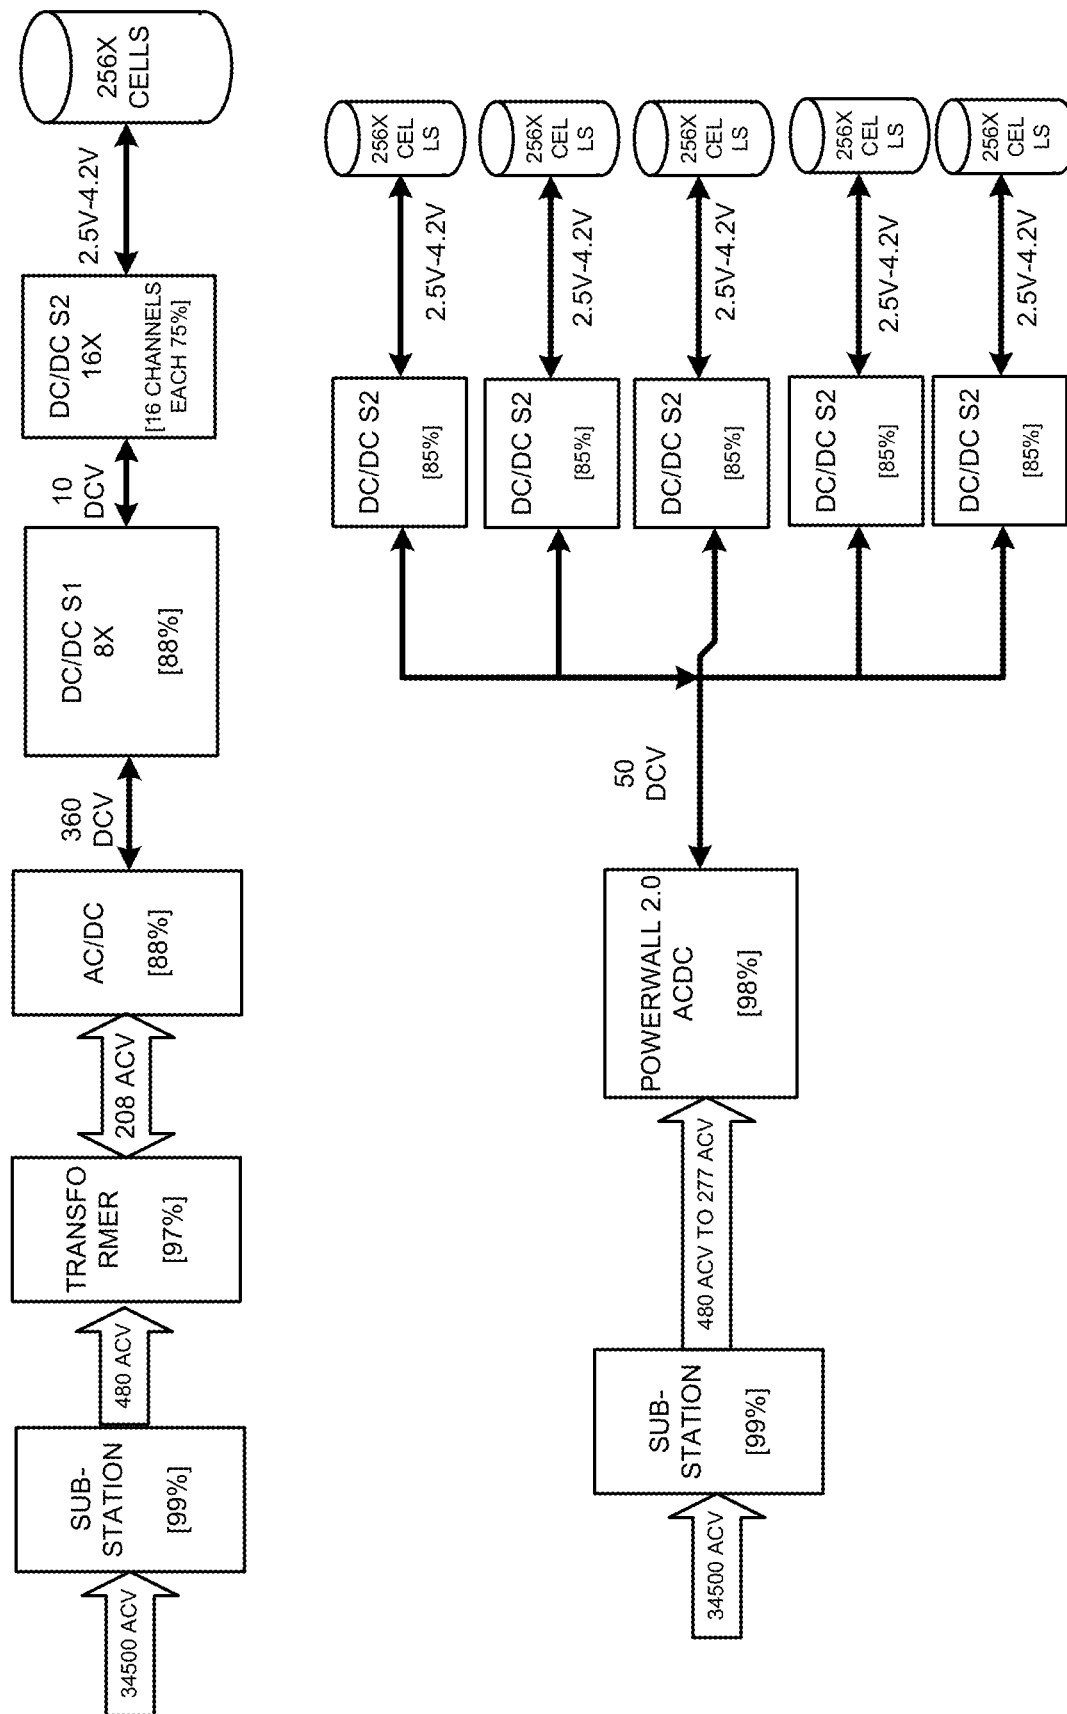 34500 ACV
SUB-
STATION
[99%]
480 ACV
TRANSFO
RMER
[97%]
208 ACV
AC/DC
[88%]
360
DCV
DC/DC S1
8X
[88%]
10
DCV
DC/DC S2
16X
[16 CHANNELS
EACH 75%]
2.5V-4.2V
256X
CELLS
34500 ACV
SUB-
STATION
[99%]
480 ACV TO 277 ACV
POWERWALL 2.0
ACDC
[98%]
50
DCV
DC/DC S2
[85%]
2.5V-4.2V
256X
CEL
LS
DC/DC S2
[85%]
2.5V-4.2V
256X
CEL
LS
DC/DC S2
[85%]
2.5V-4.2V
256X
CEL
LS
DC/DC S2
[85%]
2.5V-4.2V
256X
CEL
LS
DC/DC S2
[85%]
2.5V-4.2V
256X
CEL
LS